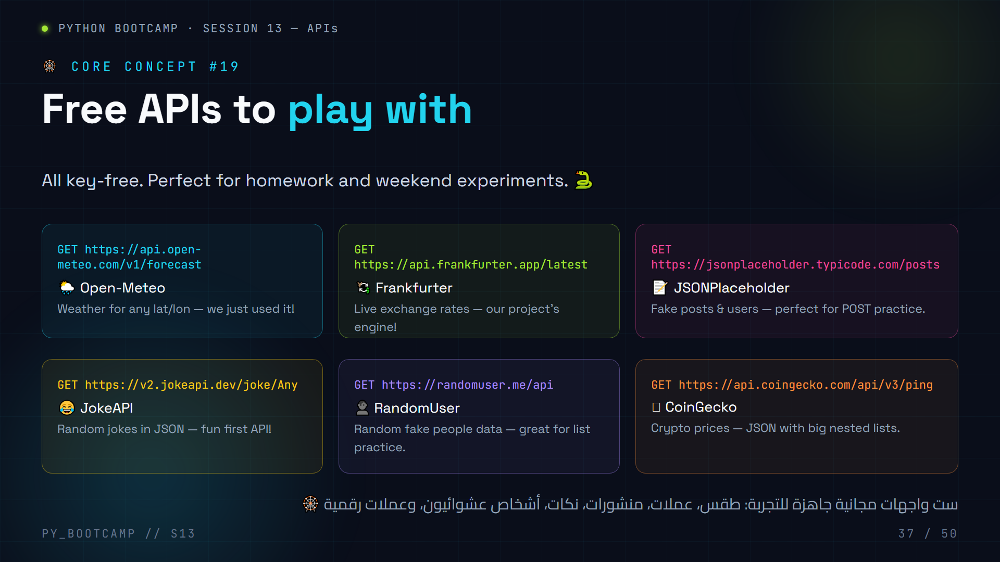 PYTHON BOOTCAMP · SESSION 13 — APIs
CORE CONCEPT #19
Free APIs to play with
All key-free. Perfect for homework and weekend experiments. 🐍
GET https://api.open-
meteo.com/v1/forecast
🌦️ Open-Meteo
Weather for any lat/lon — we just used it!
GET
https://api.frankfurter.app/latest
💱 Frankfurter
Live exchange rates — our project's
engine!
GET
https://jsonplaceholder.typicode.com/posts
📝 JSONPlaceholder
Fake posts & users — perfect for POST practice.
GET https://v2.jokeapi.dev/joke/Any
😂 JokeAPI
Random jokes in JSON — fun first API!
GET https://randomuser.me/api
👤 RandomUser
Random fake people data — great for list
practice.
GET https://api.coingecko.com/api/v3/ping
CoinGecko
Crypto prices — JSON with big nested lists.
ست واجهات مجانية جاهزة للتجربة: طقس، عملات، منشورات، نكات، أشخاص عشوائيون، وعملات رقمية 🎡
PY_BOOTCAMP // S13
37 / 50